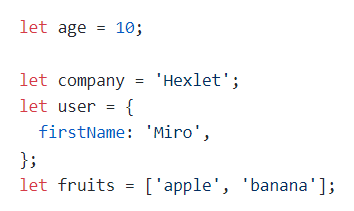 let age = 10;
let company = 'Hexlet';
let user = {
  firstName: 'Miro',
};
let fruits = ['apple', 'banana'];